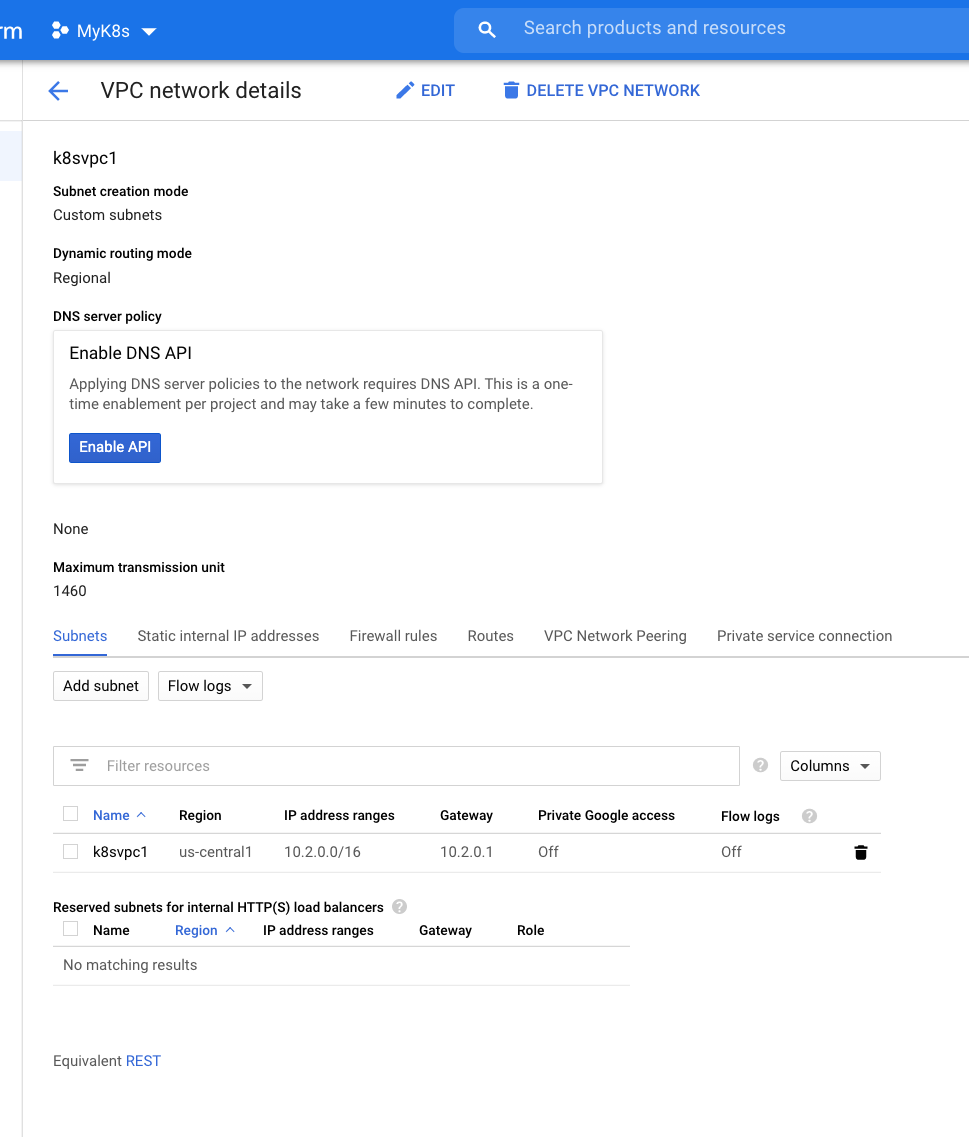 rm MyK8s Search products and resources
VPC network details EDIT DELETE VPC NETWORK
k8svpc1
Subnet creation mode
Custom subnets
Dynamic routing mode
Regional
DNS server policy
Enable DNS API
Applying DNS server policies to the network requires DNS API. This is a one-
time enablement per project and may take a few minutes to complete.
Enable API
None
Maximum transmission unit
1460
Subnets Static internal IP addresses Firewall rules Routes VPC Network Peering Private service connection
Add subnet Flow logs
Filter resources ? Columns
Name Region IP address ranges Gateway Private Google access Flow logs ?
k8svpc1 us-central1 10.2.0.0/16 10.2.0.1 Off Off
Reserved subnets for internal HTTP(S) load balancers ?
Name Region IP address ranges Gateway Role
No matching results
Equivalent REST